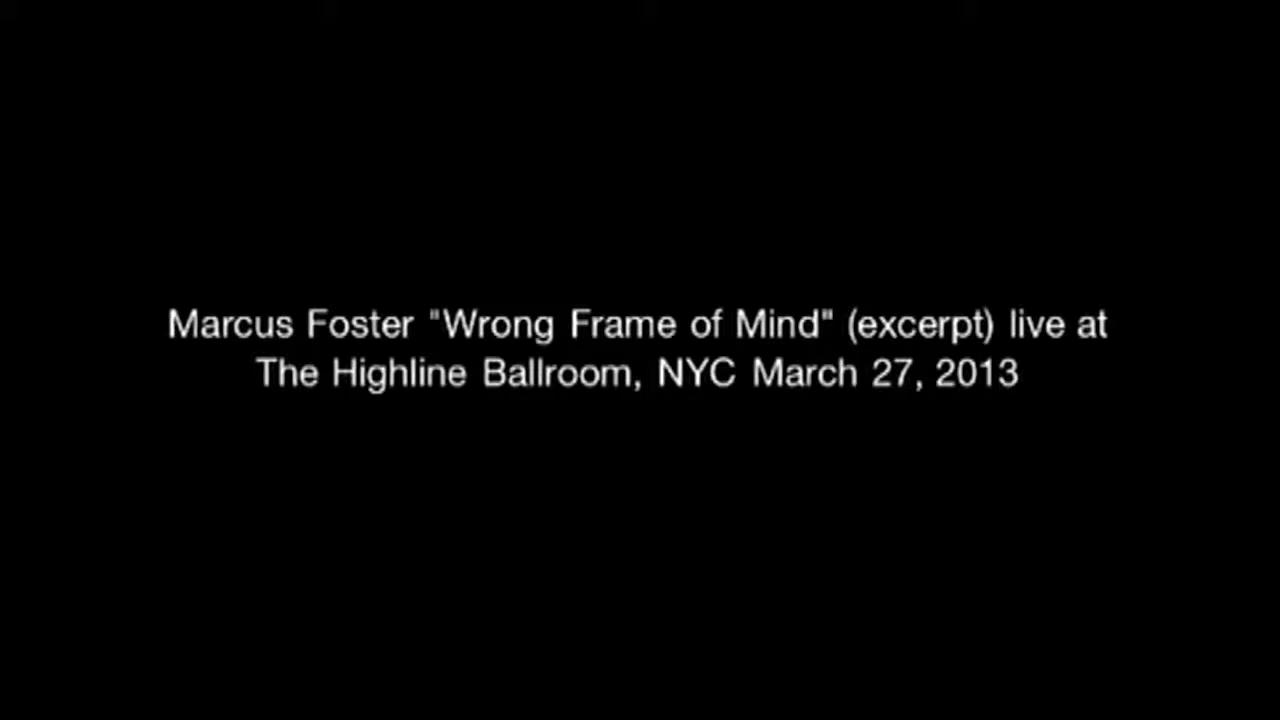 Marcus Foster "Wrong Frame of Mind" (excerpt) live at
The Highline Ballroom, NYC March 27, 2013